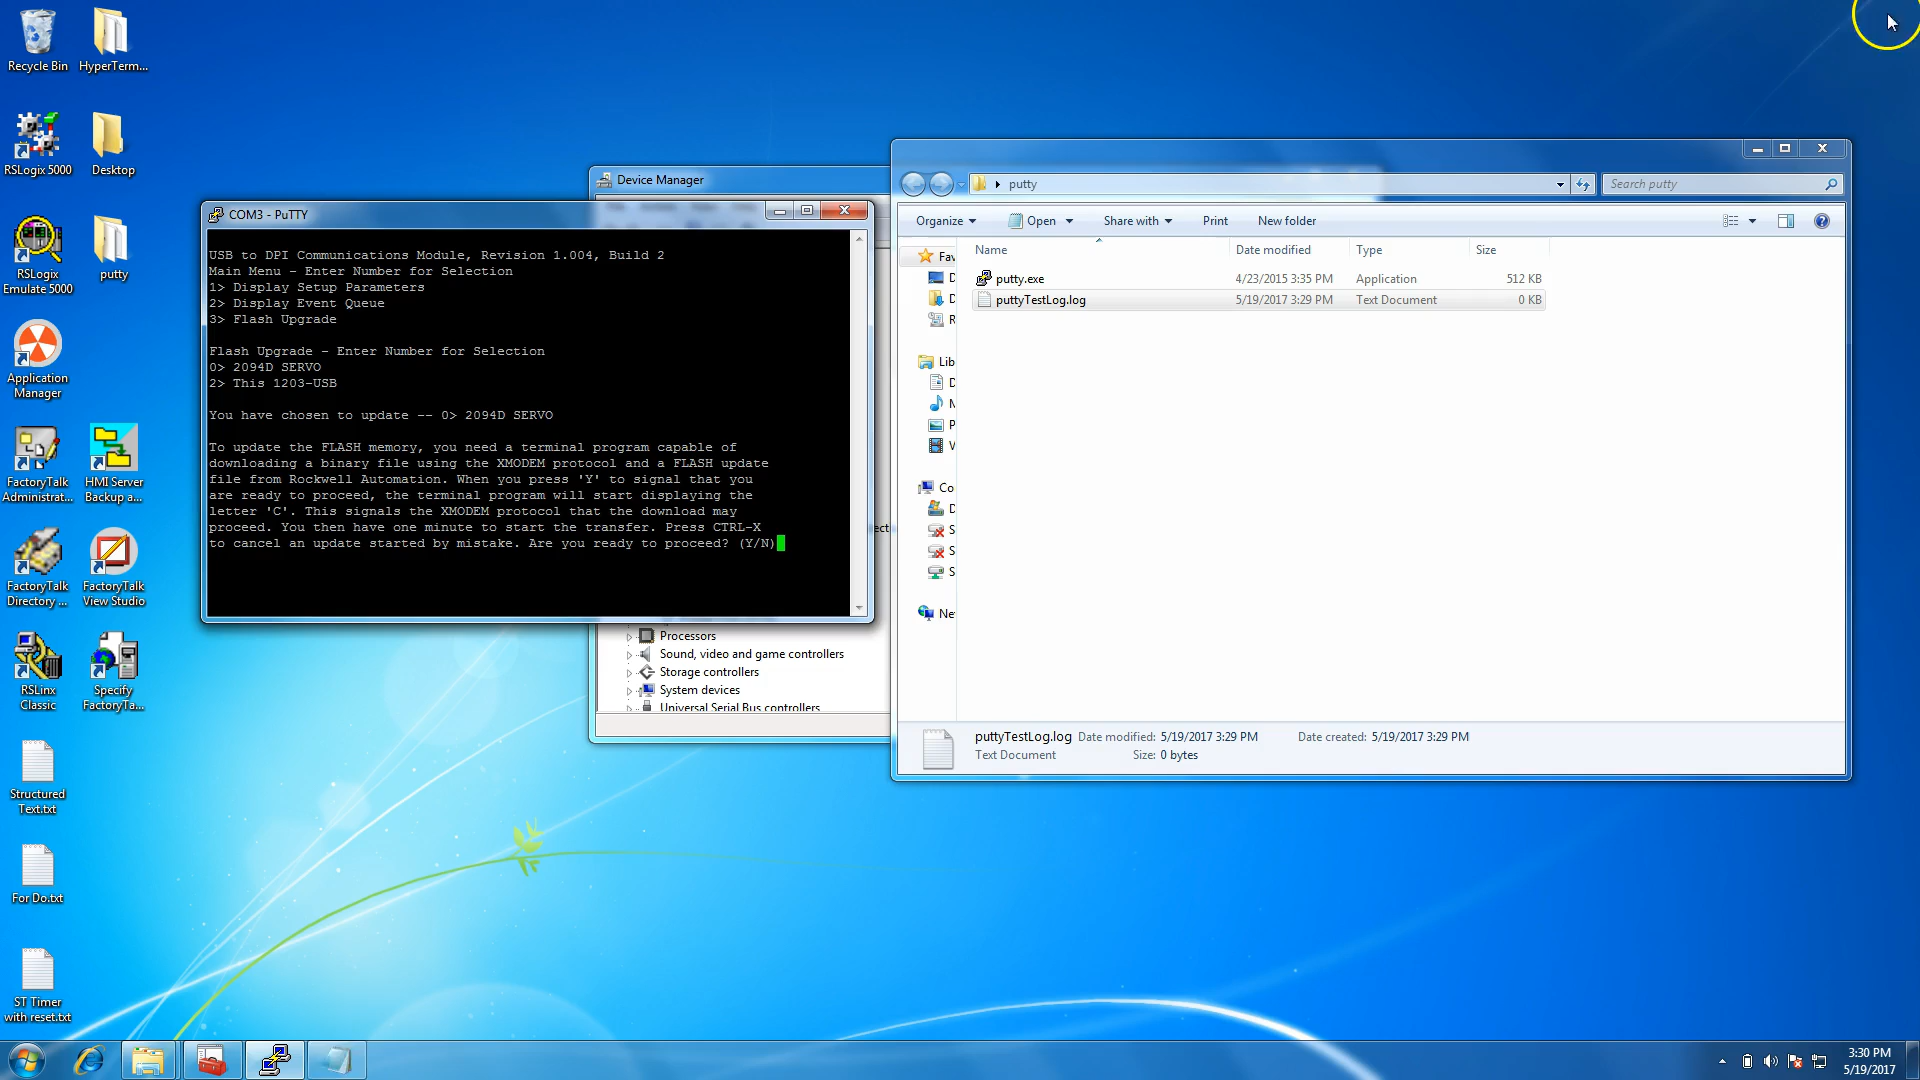 Recycle Bin
HyperTerm...
RSLogix 5000
Desktop
RSLogix
Emulate 5000
putty
Application
Manager
FactoryTalk
Administrat...
HMI Server
Backup a...
FactoryTalk
Directory ...
FactoryTalk
View Studio
RSLinx
Classic
Specify
FactoryTa...
Structured
Text.txt
For Do.txt
ST Timer
with reset.txt
Device Manager
ect
Processors
Sound, video and game controllers
Storage controllers
System devices
Universal Serial Bus controllers
COM3 - PuTTY
USB to DPI Communications Module, Revision 1.004, Build 2
Main Menu - Enter Number for Selection
1> Display Setup Parameters
2> Display Event Queue
3> Flash Upgrade
Flash Upgrade - Enter Number for Selection
0> 2094D SERVO
2> This 1203-USB
You have chosen to update -- 0> 2094D SERVO
To update the FLASH memory, you need a terminal program capable of
downloading a binary file using the XMODEM protocol and a FLASH update
file from Rockwell Automation. When you press 'Y' to signal that you
are ready to proceed, the terminal program will start displaying the
letter 'C'. This signals the XMODEM protocol that the download may
proceed. You then have one minute to start the transfer. Press CTRL-X
to cancel an update started by mistake. Are you ready to proceed? (Y/N)
putty
Search putty
Organize
Open
Share with
Print
New folder
Name
Date modified
Type
Size
putty.exe
4/23/2015 3:35 PM
Application
512 KB
puttyTestLog.log
5/19/2017 3:29 PM
Text Document
0 KB
Fav
Lib
Co
Ne
puttyTestLog.log
Date modified: 5/19/2017 3:29 PM
Date created: 5/19/2017 3:29 PM
Text Document
Size: 0 bytes
3:30 PM
5/19/2017